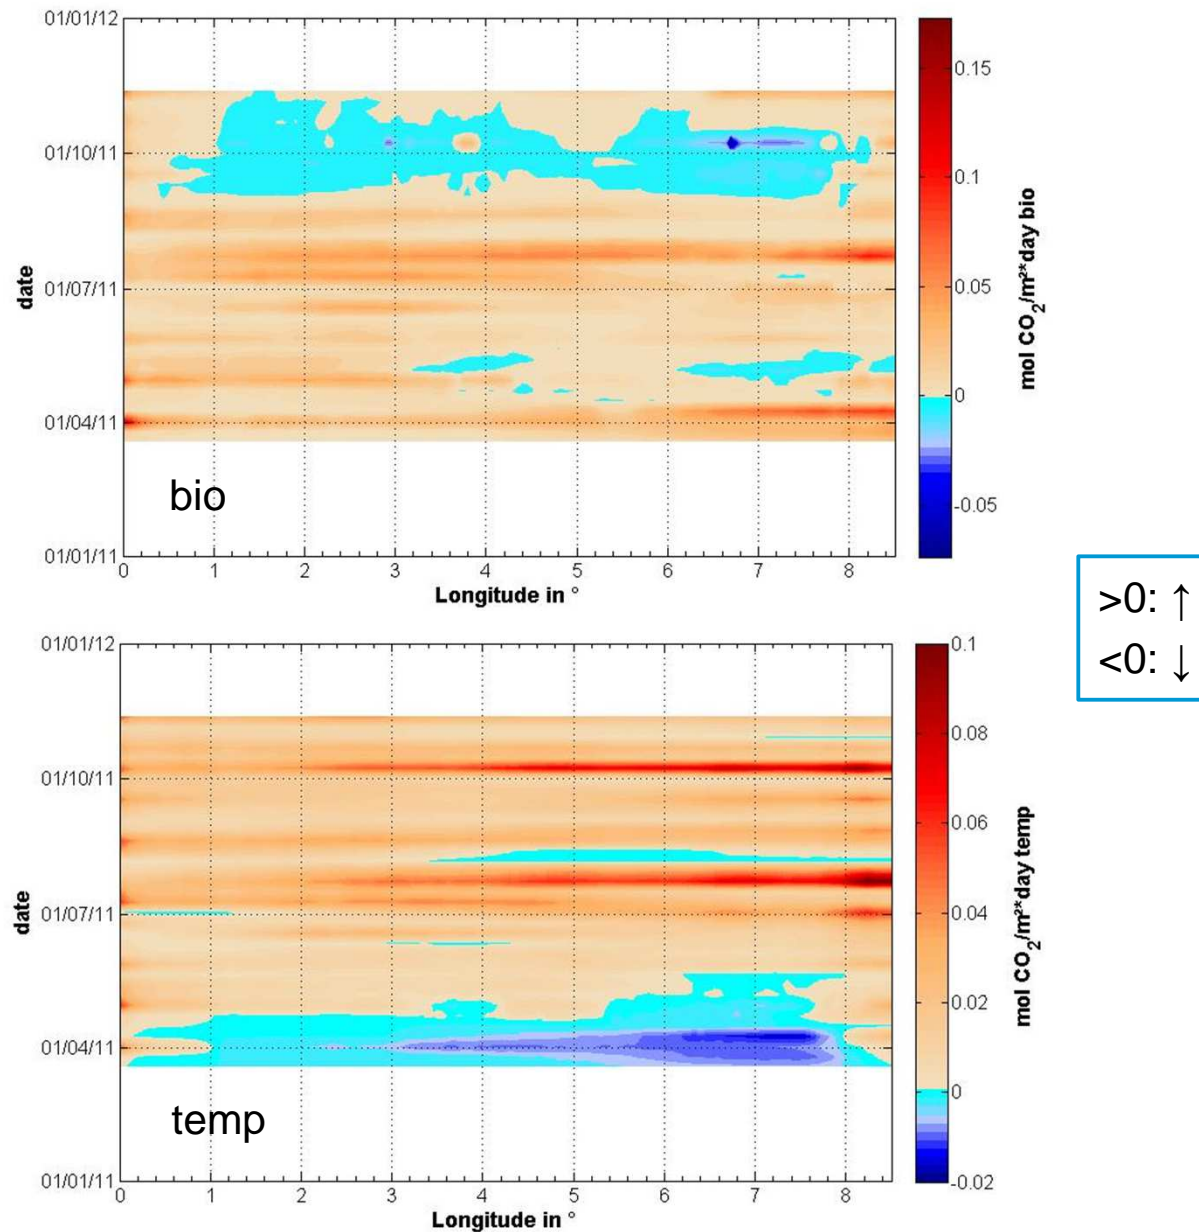 01/01/12
01/10/11
01/07/11
01/04/11
01/01/11
date
0 1 2 3 4 5 6 7 8
Longitude in °
bio
0.15
0.1
0.05
0
-0.05
mol CO₂/m²*day bio
>0: ↑
<0: ↓
01/01/12
01/10/11
01/07/11
01/04/11
01/01/11
date
0 1 2 3 4 5 6 7 8
Longitude in °
temp
0.1
0.08
0.06
0.04
0.02
0
-0.02
mol CO₂/m²*day temp